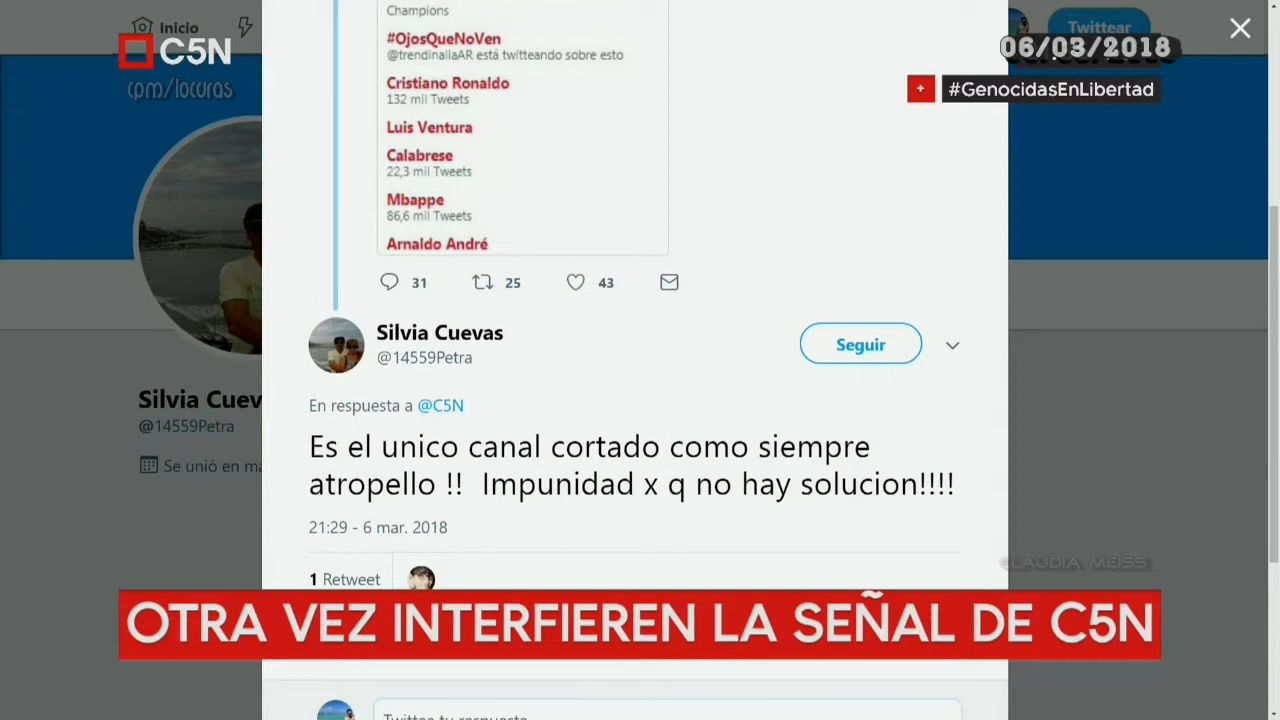 Inicio
Twittear
C5N
06/03/2018
cpm/locuras
+ #GenocidasEnLibertad
Champions
#OjosQueNoVen
@trendinaliaAR está twitteando sobre esto
Cristiano Ronaldo
132 mil Tweets
Luis Ventura
Calabrese
22,3 mil Tweets
Mbappe
86,6 mil Tweets
Arnaldo André
31 25 43
Silvia Cuevas
@14559Petra
Seguir
Silvia Cuev
@14559Petra
Se unió en ma
En respuesta a @C5N
Es el unico canal cortado como siempre
atropello !! Impunidad x q no hay solucion!!!!
21:29 - 6 mar. 2018
1 Retweet
CLAUDIA MEISS
OTRA VEZ INTERFIEREN LA SEÑAL DE C5N
Twittea tu respuesta